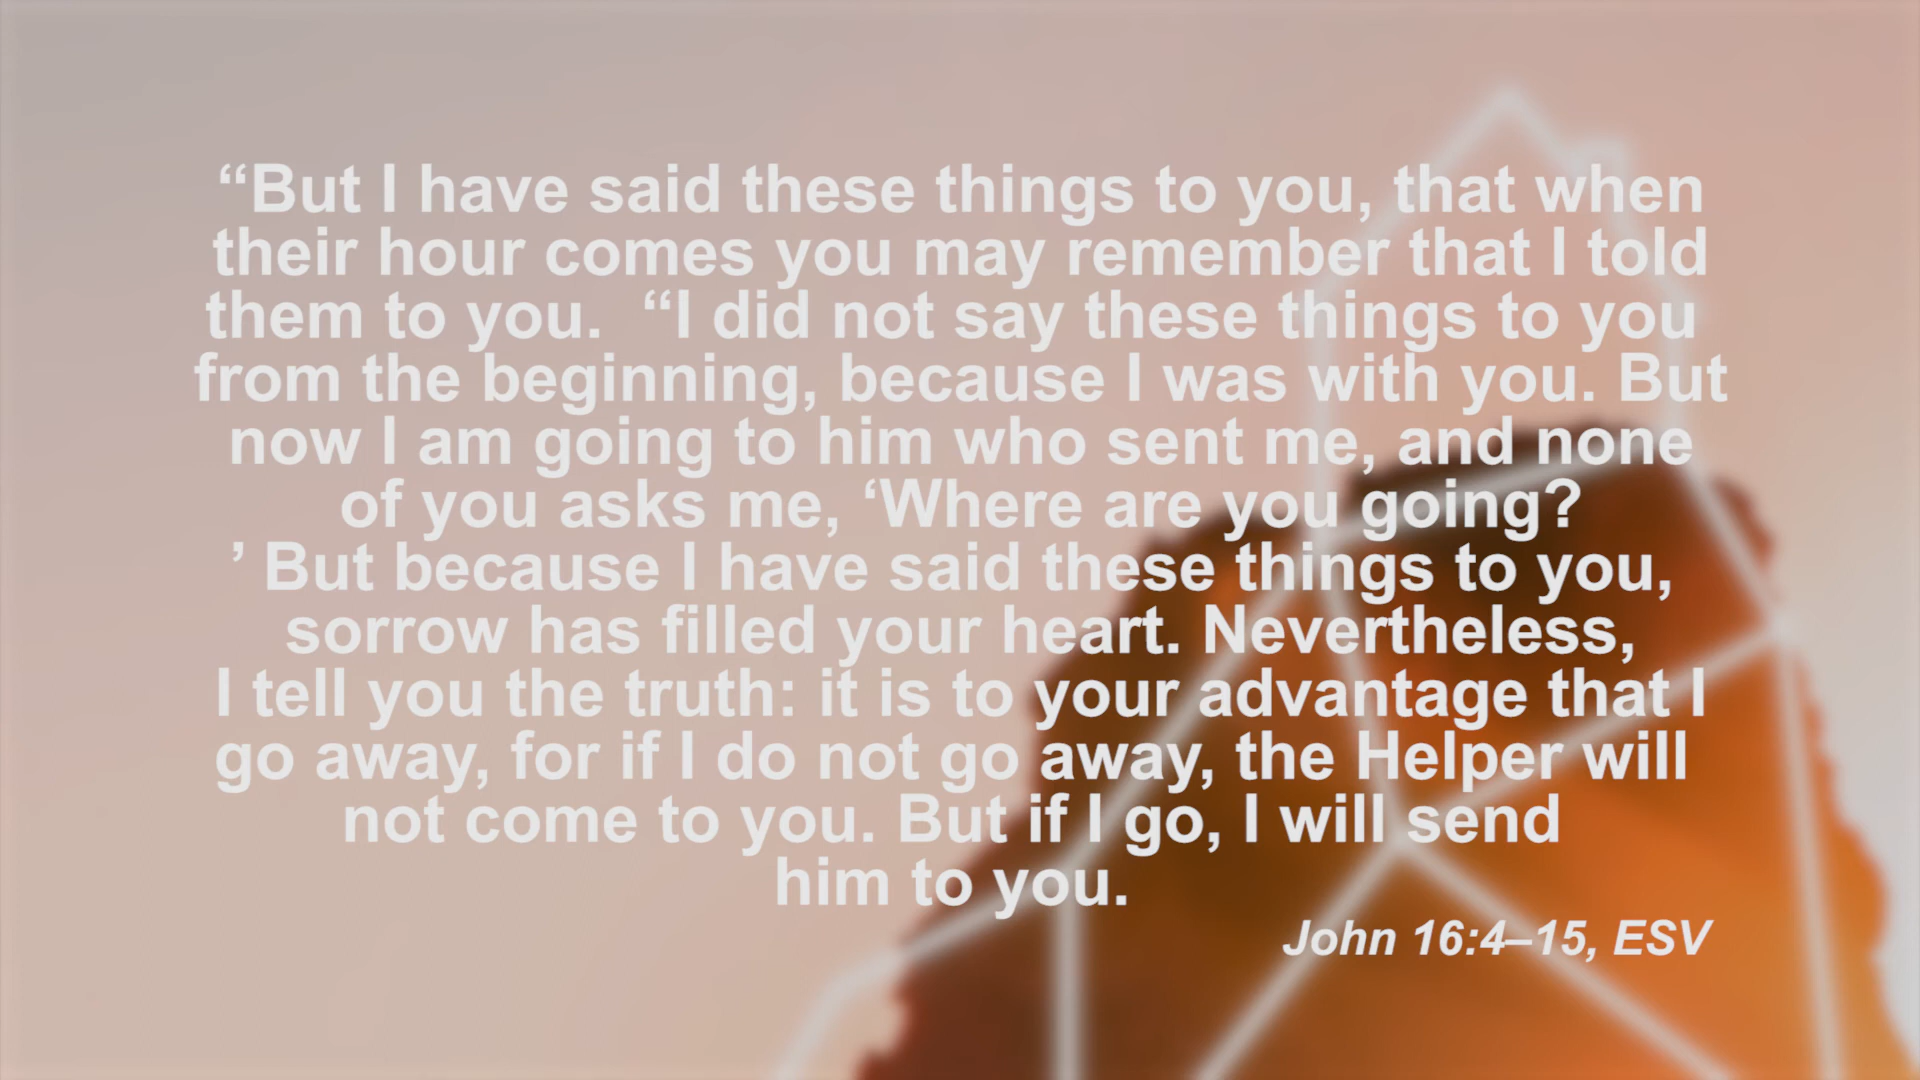 “But I have said these things to you, that when
their hour comes you may remember that I told
them to you.  “I did not say these things to you
from the beginning, because I was with you. But
now I am going to him who sent me, and none
of you asks me, ‘Where are you going?
’ But because I have said these things to you,
sorrow has filled your heart. Nevertheless,
I tell you the truth: it is to your advantage that I
go away, for if I do not go away, the Helper will
not come to you. But if I go, I will send
him to you.
John 16:4–15, ESV